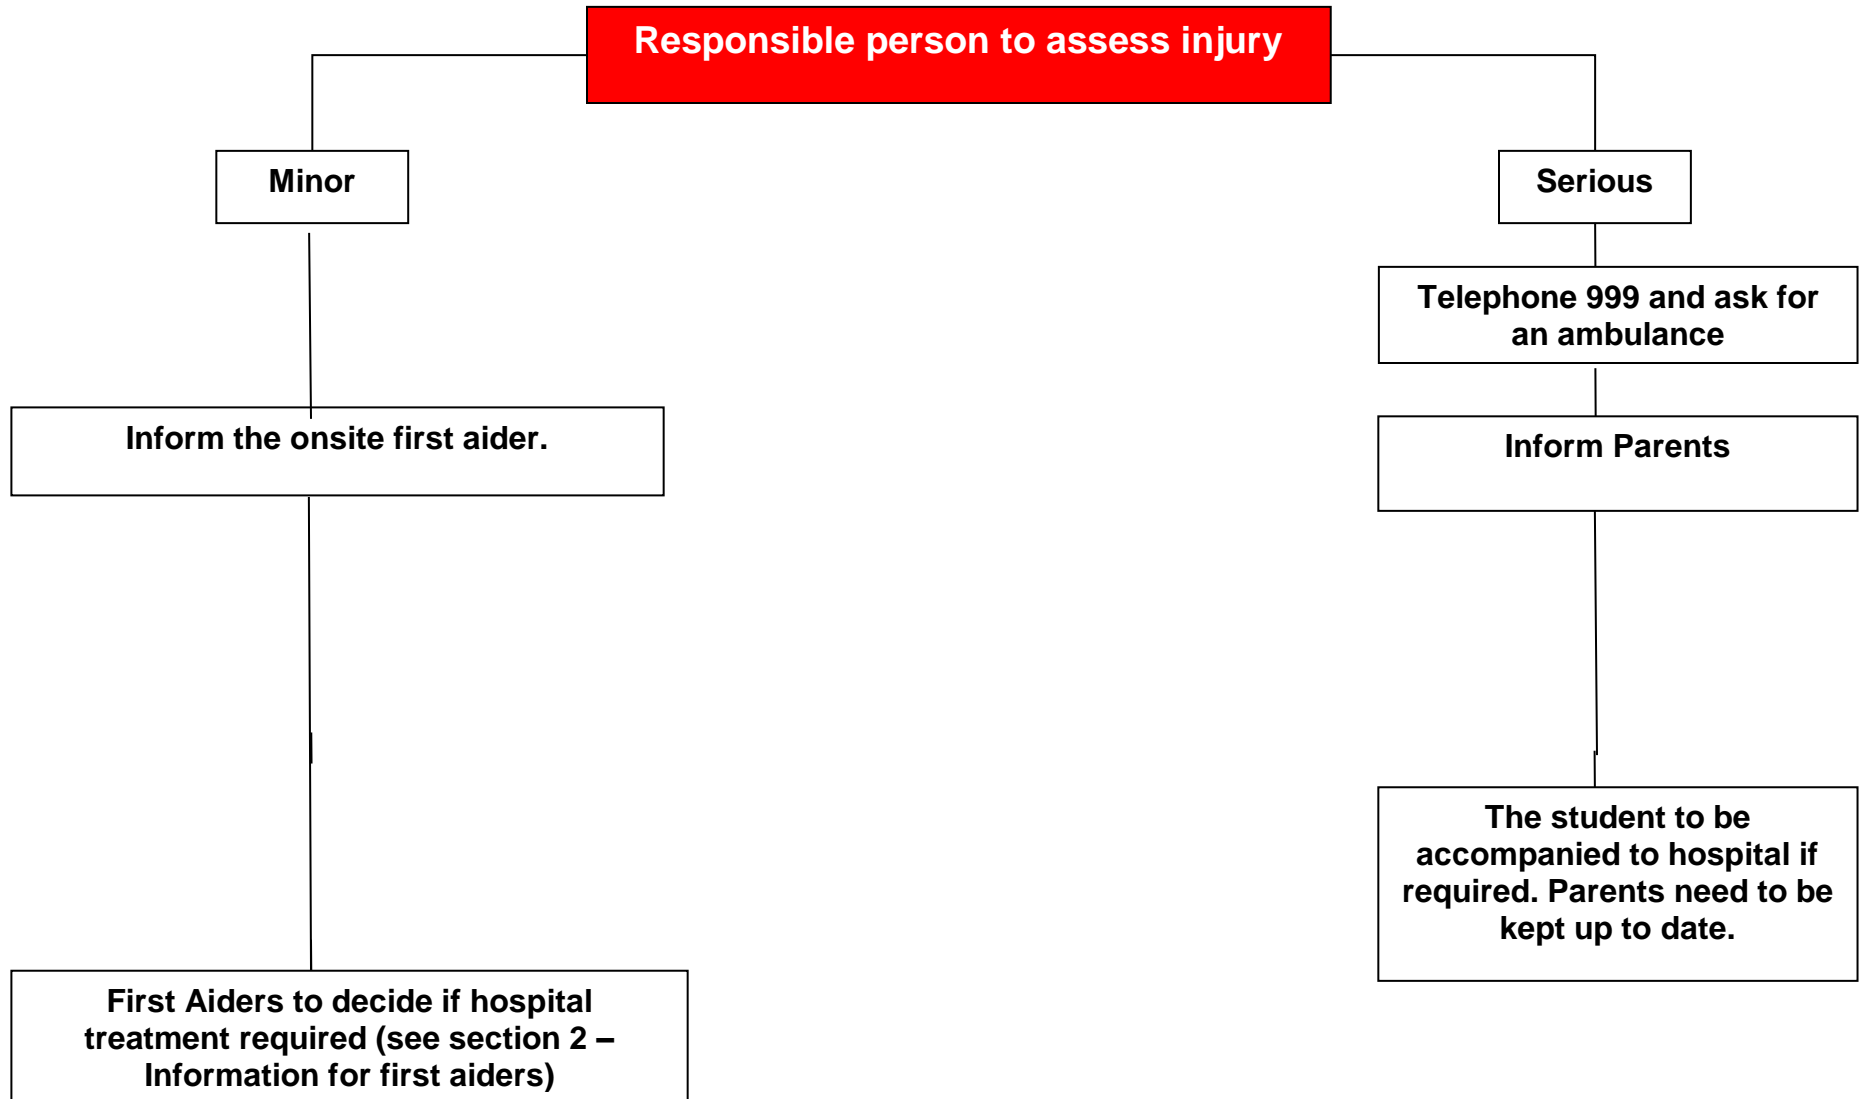 Responsible person to assess injury
Minor
Serious
Telephone 999 and ask for
an ambulance
Inform the onsite first aider.
Inform Parents
The student to be
accompanied to hospital if
required. Parents need to be
kept up to date.
First Aiders to decide if hospital
treatment required (see section 2 –
Information for first aiders)